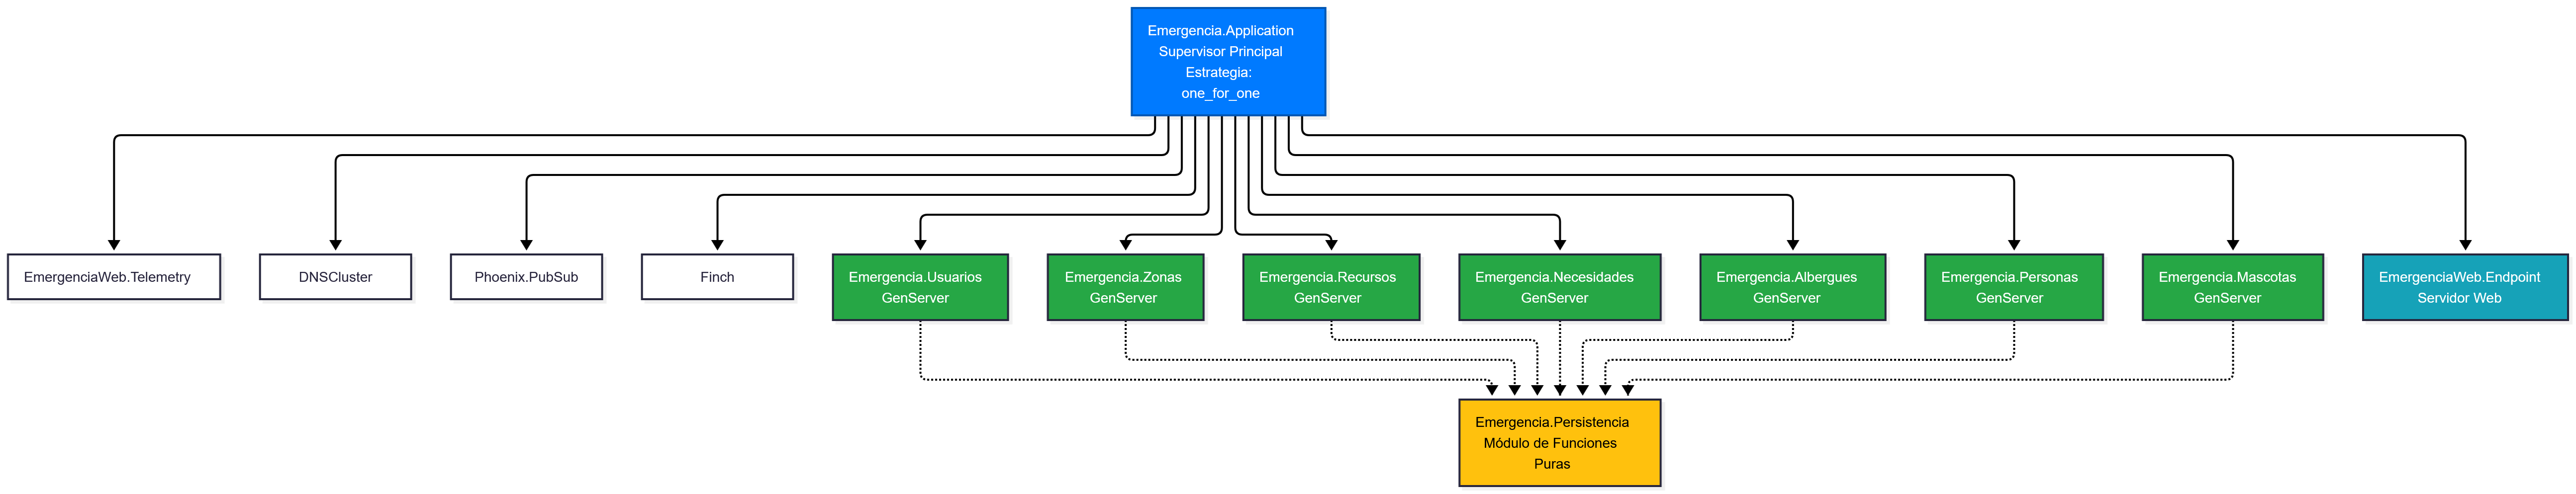 Emergencia.Application
Supervisor Principal
Estrategia:
one_for_one
EmergenciaWeb.Telemetry
DNSCluster
Phoenix.PubSub
Finch
Emergencia.Usuarios
GenServer
Emergencia.Zonas
GenServer
Emergencia.Recursos
GenServer
Emergencia.Necesidades
GenServer
Emergencia.Albergues
GenServer
Emergencia.Personas
GenServer
Emergencia.Mascotas
GenServer
EmergenciaWeb.Endpoint
Servidor Web
Emergencia.Persistencia
Módulo de Funciones
Puras